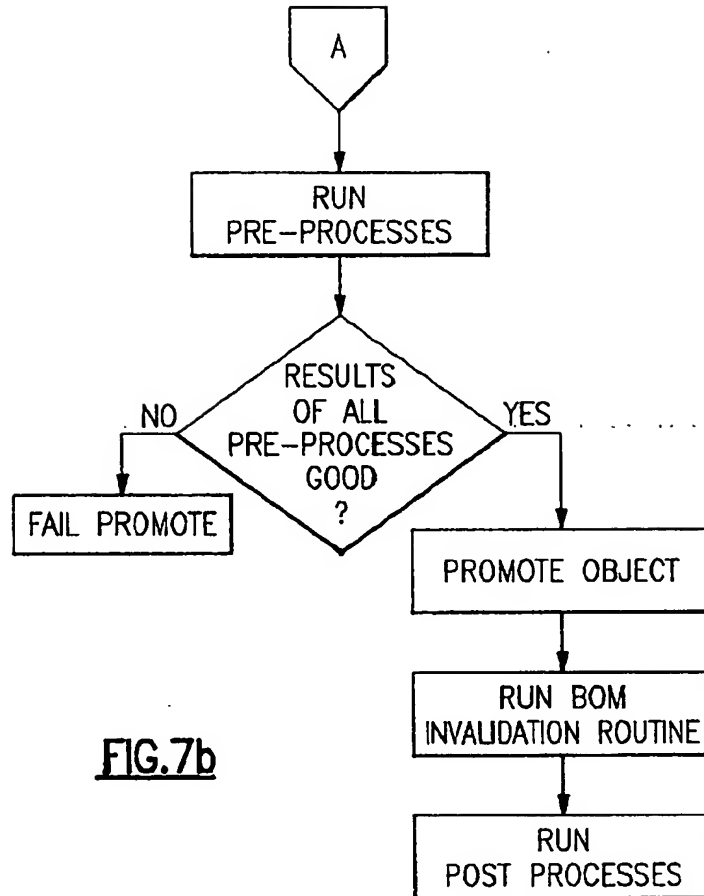 A
RUN
PRE-PROCESSES
RESULTS
OF ALL
PRE-PROCESSES
GOOD
?
NO
YES
FAIL PROMOTE
PROMOTE OBJECT
RUN BOM
INVALIDATION ROUTINE
RUN
POST PROCESSES
FIG.7b